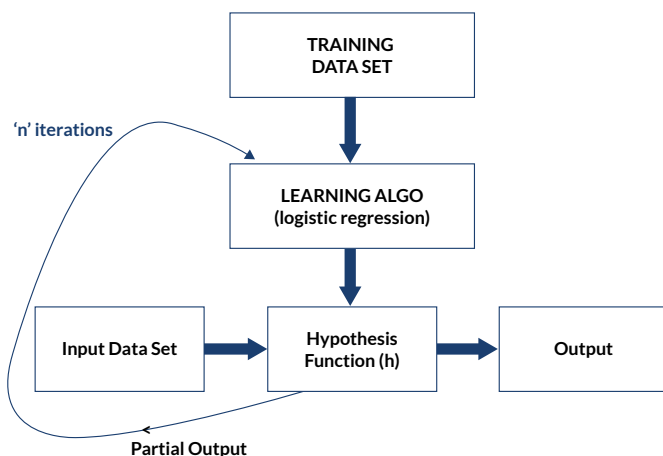 TRAINING
DATA SET
‘n’ iterations
LEARNING ALGO
(logistic regression)
Input Data Set
Hypothesis
Function (h)
Output
Partial Output